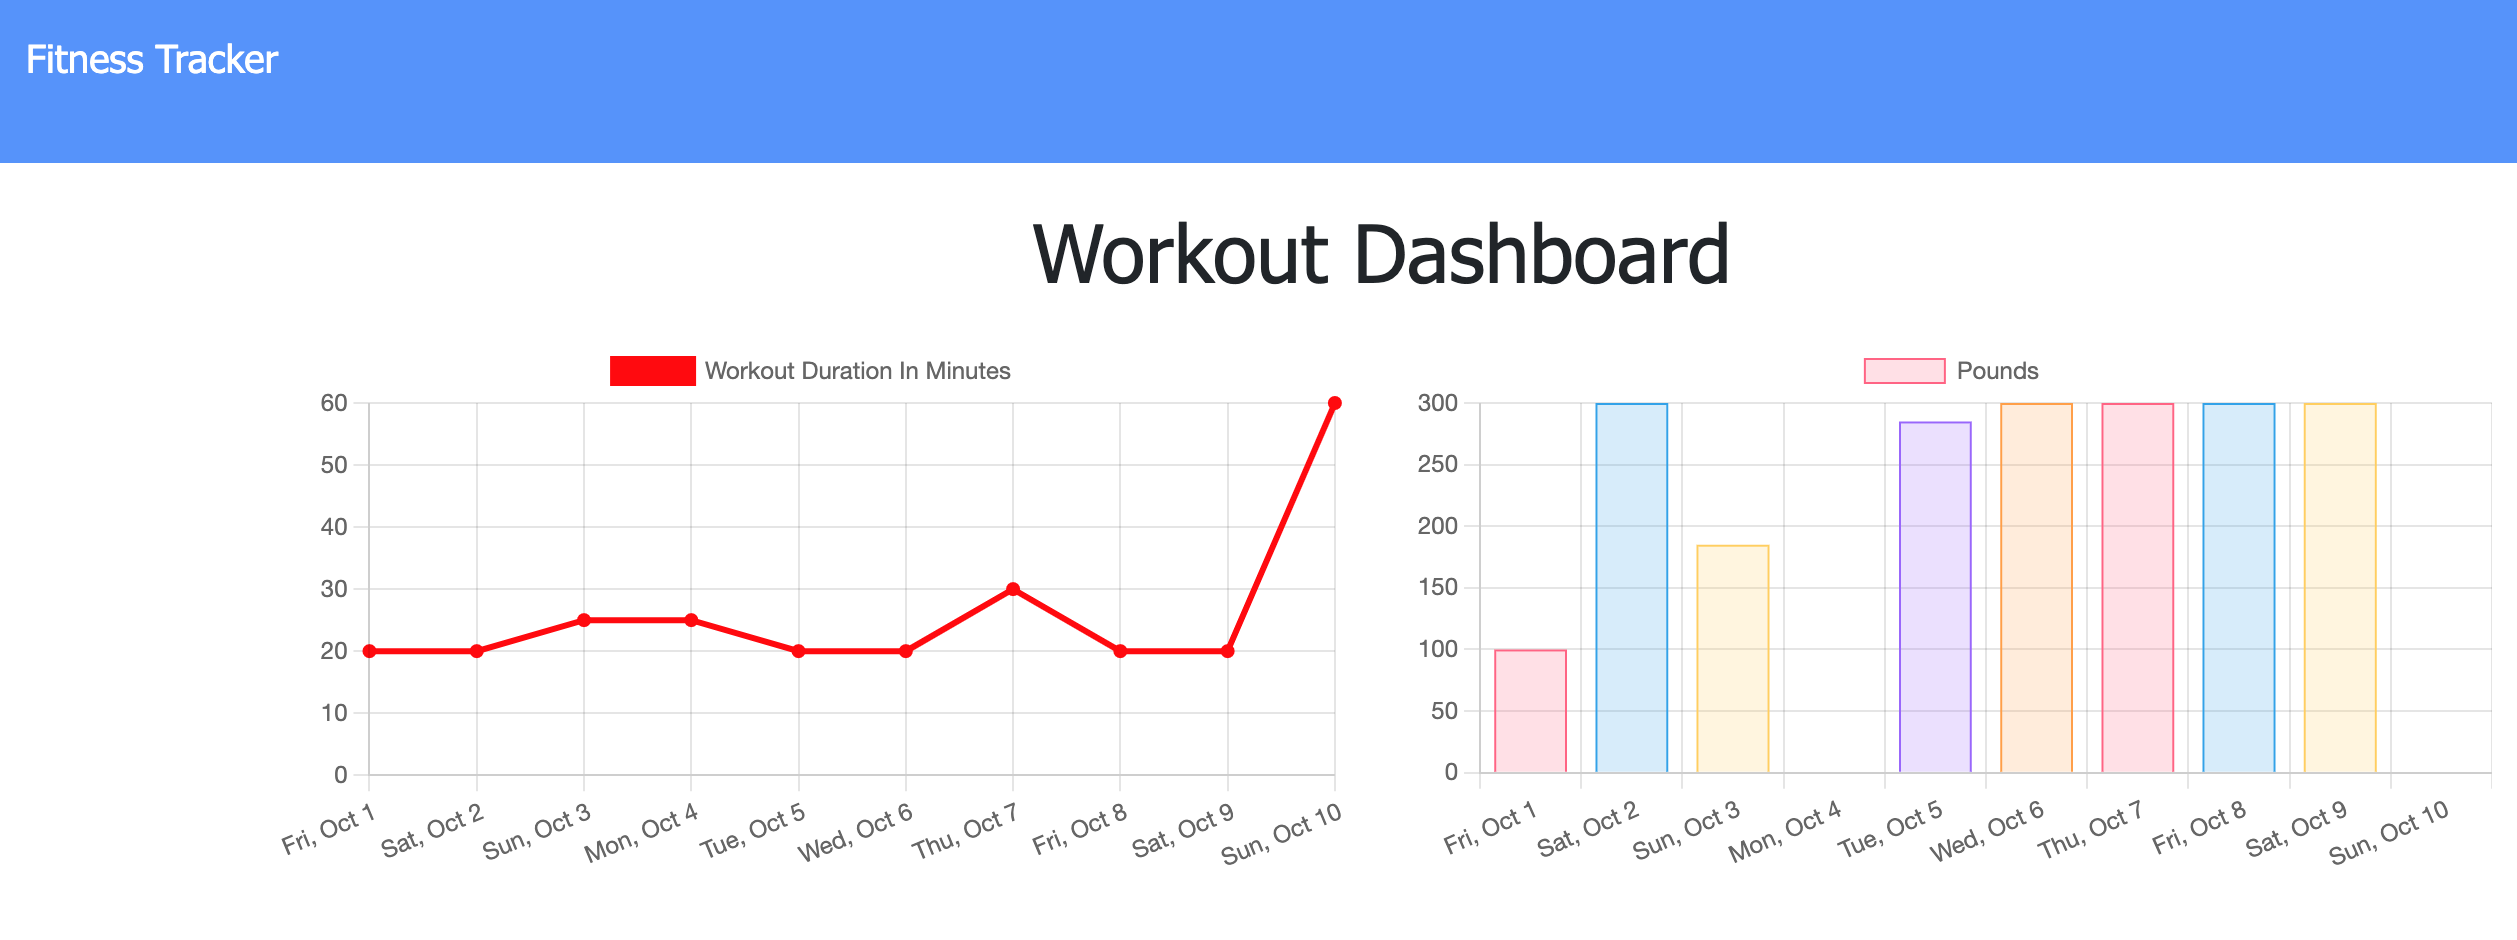 Fitness Tracker
Workout Dashboard
Workout Duration In Minutes
60
50
40
30
20
10
0
Fri, Oct 1
Sat, Oct 2
Sun, Oct 3
Mon, Oct 4
Tue, Oct 5
Wed, Oct 6
Thu, Oct 7
Fri, Oct 8
Sat, Oct 9
Sun, Oct 10
Pounds
300
250
200
150
100
50
0
Fri, Oct 1
Sat, Oct 2
Sun, Oct 3
Mon, Oct 4
Tue, Oct 5
Wed, Oct 6
Thu, Oct 7
Fri, Oct 8
Sat, Oct 9
Sun, Oct 10